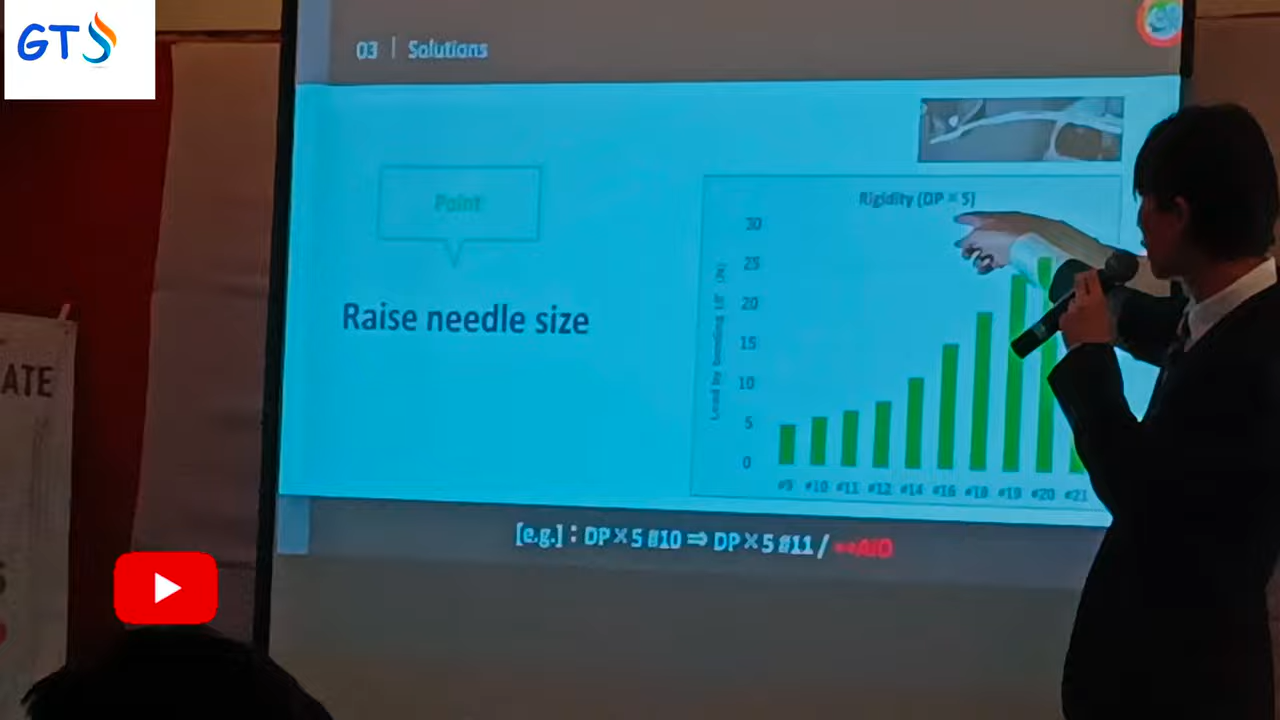 GT
03 | Solutions
Point
Raise needle size
Rigidity (DP × 5)
30
25
20
15
10
5
0
#9 #10 #11 #12 #14 #16 #18 #19 #20 #21
[e.g.] : DP × 5 #10 ⇒ DP × 5 #11 /
ATE
S